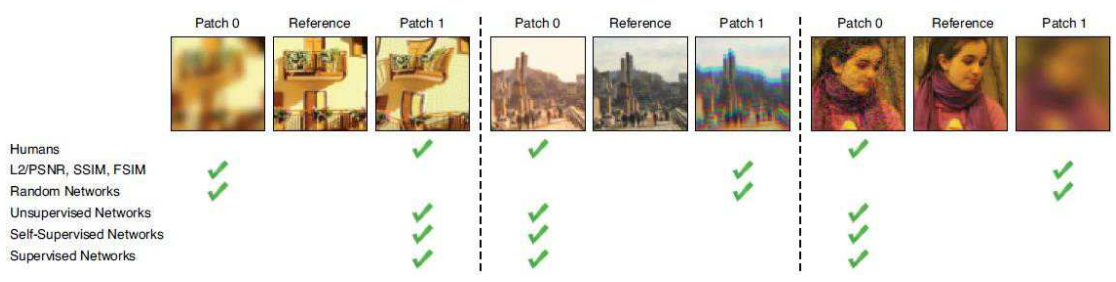 Patch 0 Reference Patch 1 Patch 0 Reference Patch 1 Patch 0 Reference Patch 1
Humans
L2/PSNR, SSIM, FSIM
Random Networks
Unsupervised Networks
Self-Supervised Networks
Supervised Networks